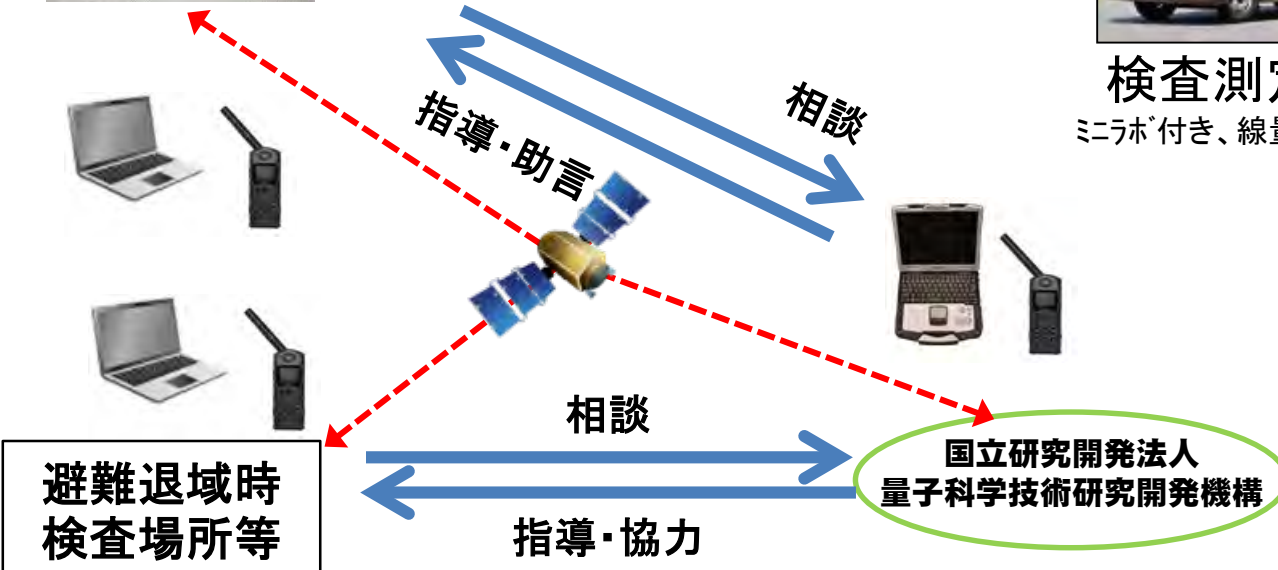 検査測定
ミニラボ付き、線量
相談
指導・助言
相談
国立研究開発法人
量子科学技術研究開発機構
避難退域時
検査場所等
指導・協力